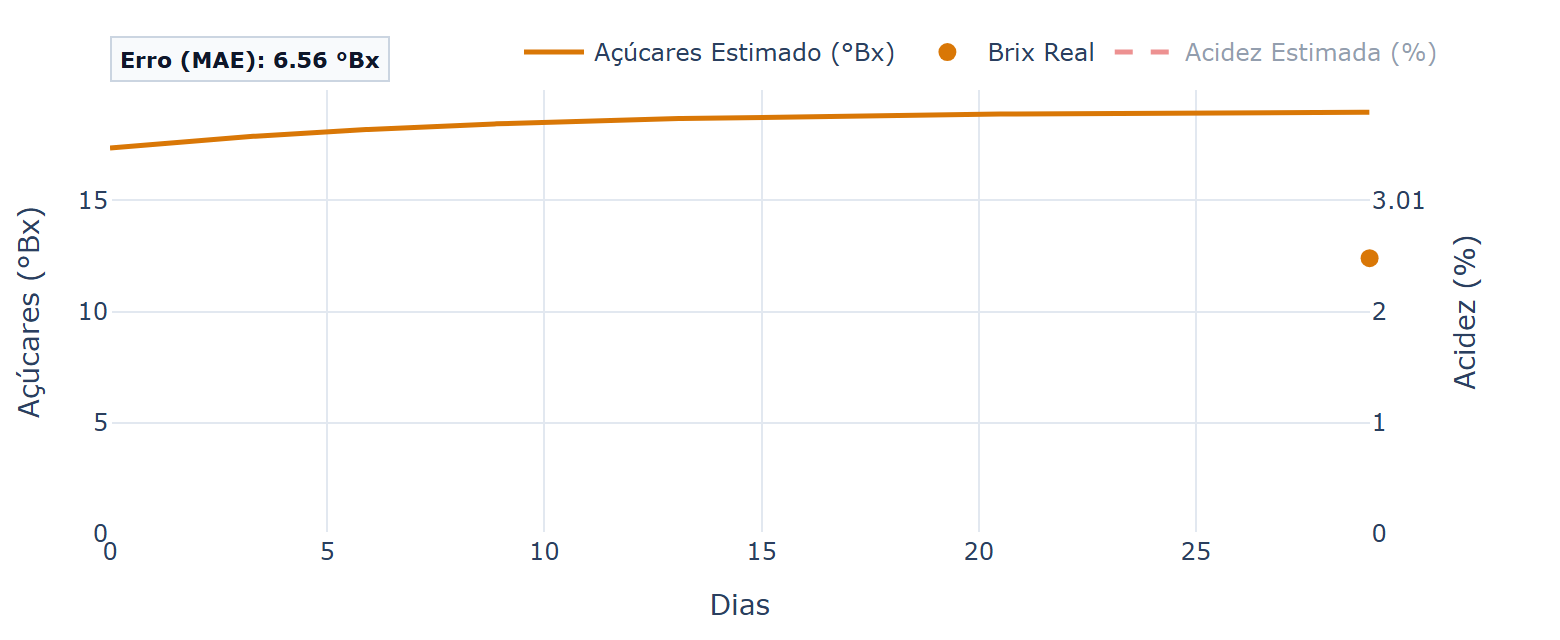 Erro (MAE): 6.56 ºBx
Açúcares Estimado (°Bx)
Brix Real
Acidez Estimada (%)
Açúcares (°Bx)
15
10
5
0
3.01
2
1
0
Acidez (%)
0
5
10
15
20
25
Dias